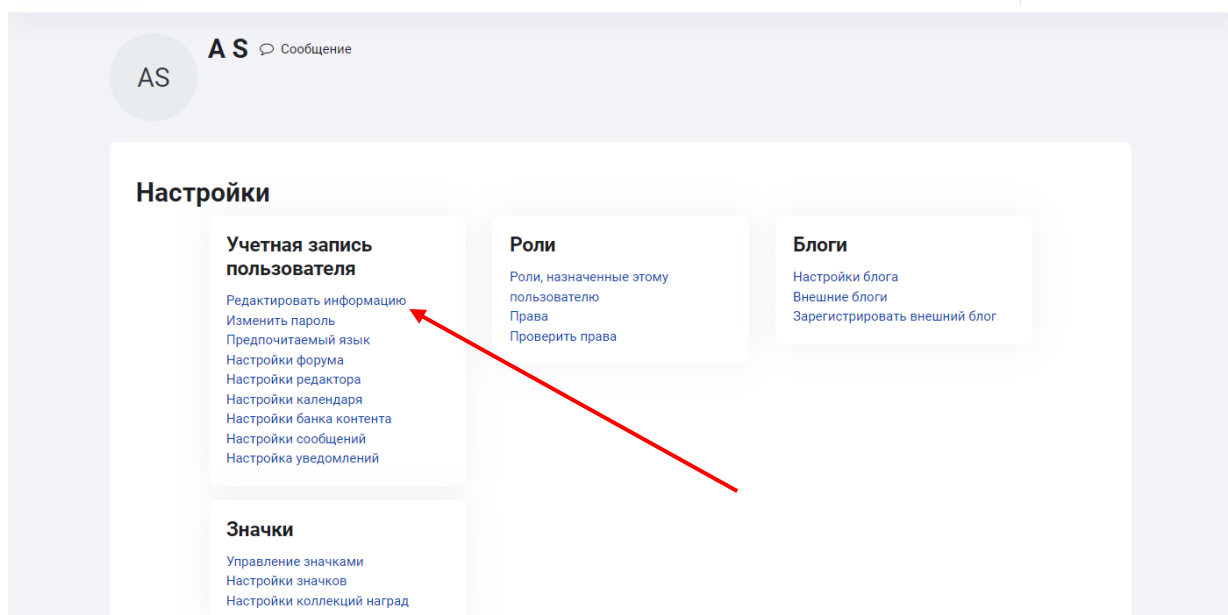 A S Сообщение
AS
Настройки
Учетная запись
пользователя
Редактировать информацию
Изменить пароль
Предпочитаемый язык
Настройки форума
Настройки редактора
Настройки календаря
Настройки банка контента
Настройки сообщений
Настройка уведомлений
Роли
Роли, назначенные этому
пользователю
Права
Проверить права
Блоги
Настройки блога
Внешние блоги
Зарегистрировать внешний блог
Значки
Управление значками
Настройки значков
Настройки коллекций наград